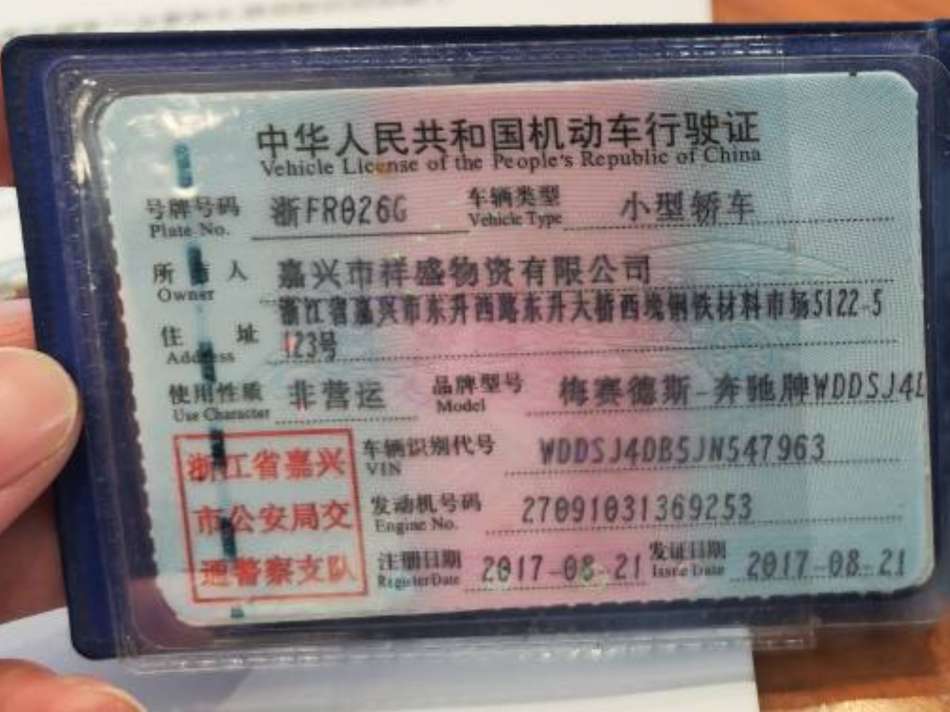 中华人民共和国机动车行驶证
Vehicle License of the People's Republic of China
号牌号码 浙FR026G 车辆类型 小型轿车
Plate No. Vehicle Type
所有人 嘉兴市祥盛物资有限公司
Owner
浙江省嘉兴市东升西路东升大桥西堍钢铁材料市场5122-5
住址 123号
Address
使用性质 非营运 品牌型号 梅赛德斯-奔驰牌WDDSJ4
Use Character Model
浙江省嘉兴 车辆识别代号 WDDSJ4DB5JN547963
VIN
市公安局交 发动机号码 27091031369253
Engine No.
通警察支队 注册日期 2017-08-21 发证日期 2017-08-21
Register Date Issue Date